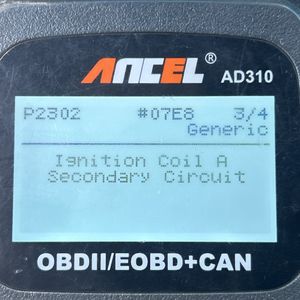 ANCEL® AD310
P2302 #07E8 3/4
Generic
Ignition Coil A
Secondary Circuit
OBDII/EOBD+CAN